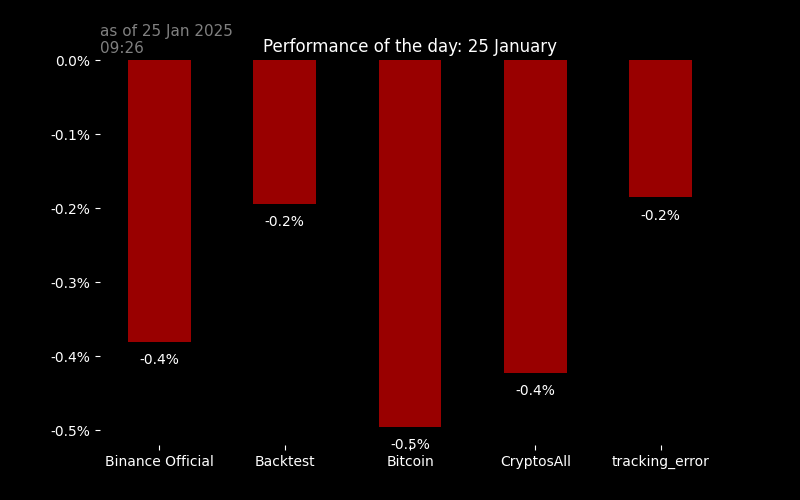 as of 25 Jan 2025
09:26
Performance of the day: 25 January
0.0%
-0.1%
-0.2%
-0.3%
-0.4%
-0.5%
-0.4%
-0.2%
-0.5%
-0.4%
-0.2%
Binance Official
Backtest
Bitcoin
CryptosAll
tracking_error